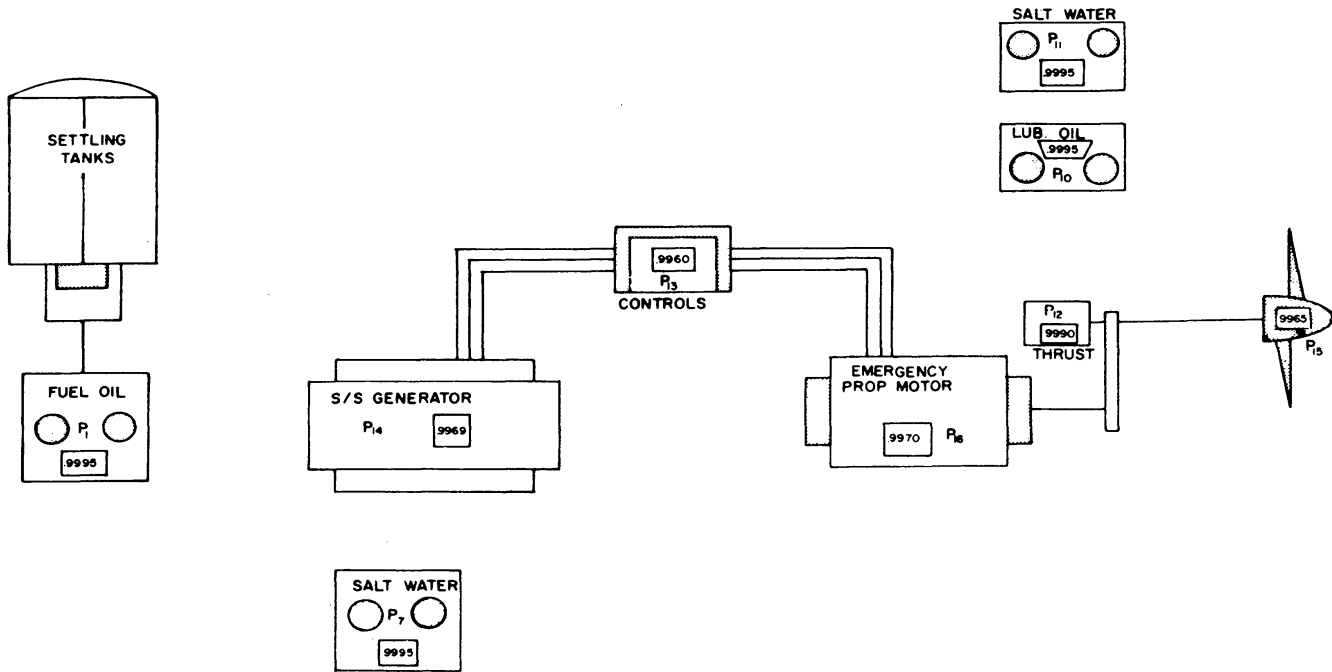 SALT WATER
P11
.9995
LUB. OIL
.9995
P10
SETTLING
TANKS
.9960
P13
CONTROLS
P12
.9990
THRUST
.9965
P15
FUEL OIL
P1
.9995
S/S GENERATOR
P14
.9969
EMERGENCY
PROP MOTOR
.9970
P16
SALT WATER
P7
.9995